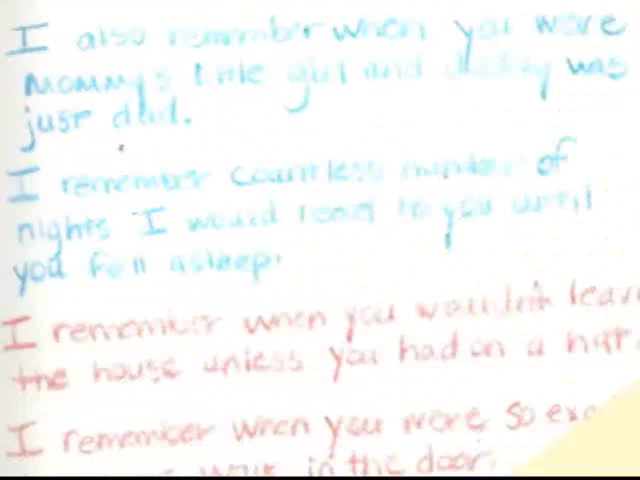 I also remember when you were
mommy's little girl and daddy was
just dad.
I remember countless number of
nights I would read to you until
you fell asleep.
I remember when you wouldn't leave
the house unless you had on a hat
I remember when you were so
walk in the door.